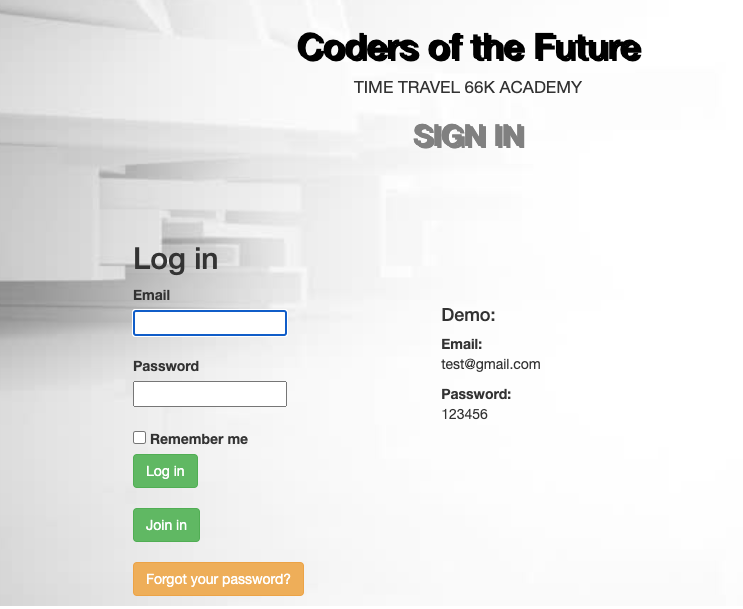 Coders of the Future
TIME TRAVEL 66K ACADEMY
SIGN IN
Log in
Email
Password
Remember me
Log in
Join in
Forgot your password?
Demo:
Email:
test@gmail.com
Password:
123456